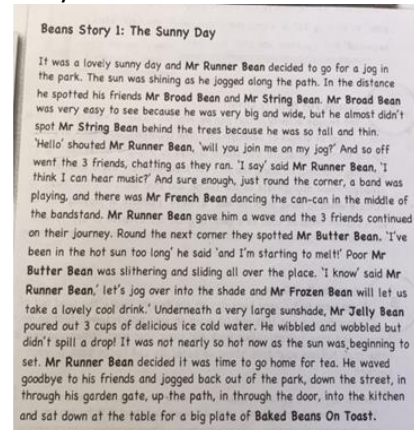 Beans Story 1: The Sunny Day
It was a lovely sunny day and Mr Runner Bean decided to go for a jog in
the park. The sun was shining as he jogged along the path. In the distance
he spotted his friends Mr Broad Bean and Mr String Bean. Mr Broad Bean
was very easy to see because he was very big and wide, but he almost didn't
spot Mr String Bean behind the trees because he was so tall and thin.
'Hello' shouted Mr Runner Bean, 'will you join me on my jog?' And so off
went the 3 friends, chatting as they ran. 'I say' said Mr Runner Bean, 'I
think I can hear music?' And sure enough, just round the corner, a band was
playing, and there was Mr French Bean dancing the can-can in the middle of
the bandstand. Mr Runner Bean gave him a wave and the 3 friends continued
on their journey. Round the next corner they spotted Mr Butter Bean. 'I've
been in the hot sun too long' he said 'and I'm starting to melt!' Poor Mr
Butter Bean was slithering and sliding all over the place. 'I know' said Mr
Runner Bean,' let's jog over into the shade and Mr Frozen Bean will let us
take a lovely cool drink.' Underneath a very large sunshade, Mr Jelly Bean
poured out 3 cups of delicious ice cold water. He wibbled and wobbled but
didn't spill a drop! It was not nearly so hot now as the sun was beginning to
set. Mr Runner Bean decided it was time to go home for tea. He waved
goodbye to his friends and jogged back out of the park, down the street, in
through his garden gate, up the path, in through the door, into the kitchen
and sat down at the table for a big plate of Baked Beans On Toast.